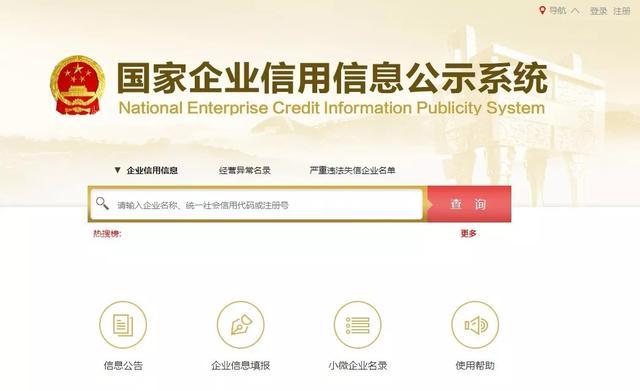 导航 登录 注册
国家企业信用信息公示系统
National Enterprise Credit Information Publicity System
企业信用信息 经营异常名录 严重违法失信企业名单
请输入企业名称、统一社会信用代码或注册号 查 询
热搜榜: 更多
信息公告 企业信息填报 小微企业名录 使用帮助